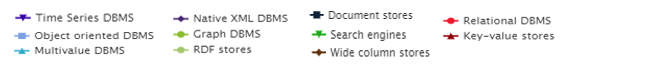 Time Series DBMS
Object oriented DBMS
Multivalue DBMS
Native XML DBMS
Graph DBMS
RDF stores
Document stores
Search engines
Wide column stores
Relational DBMS
Key-value stores